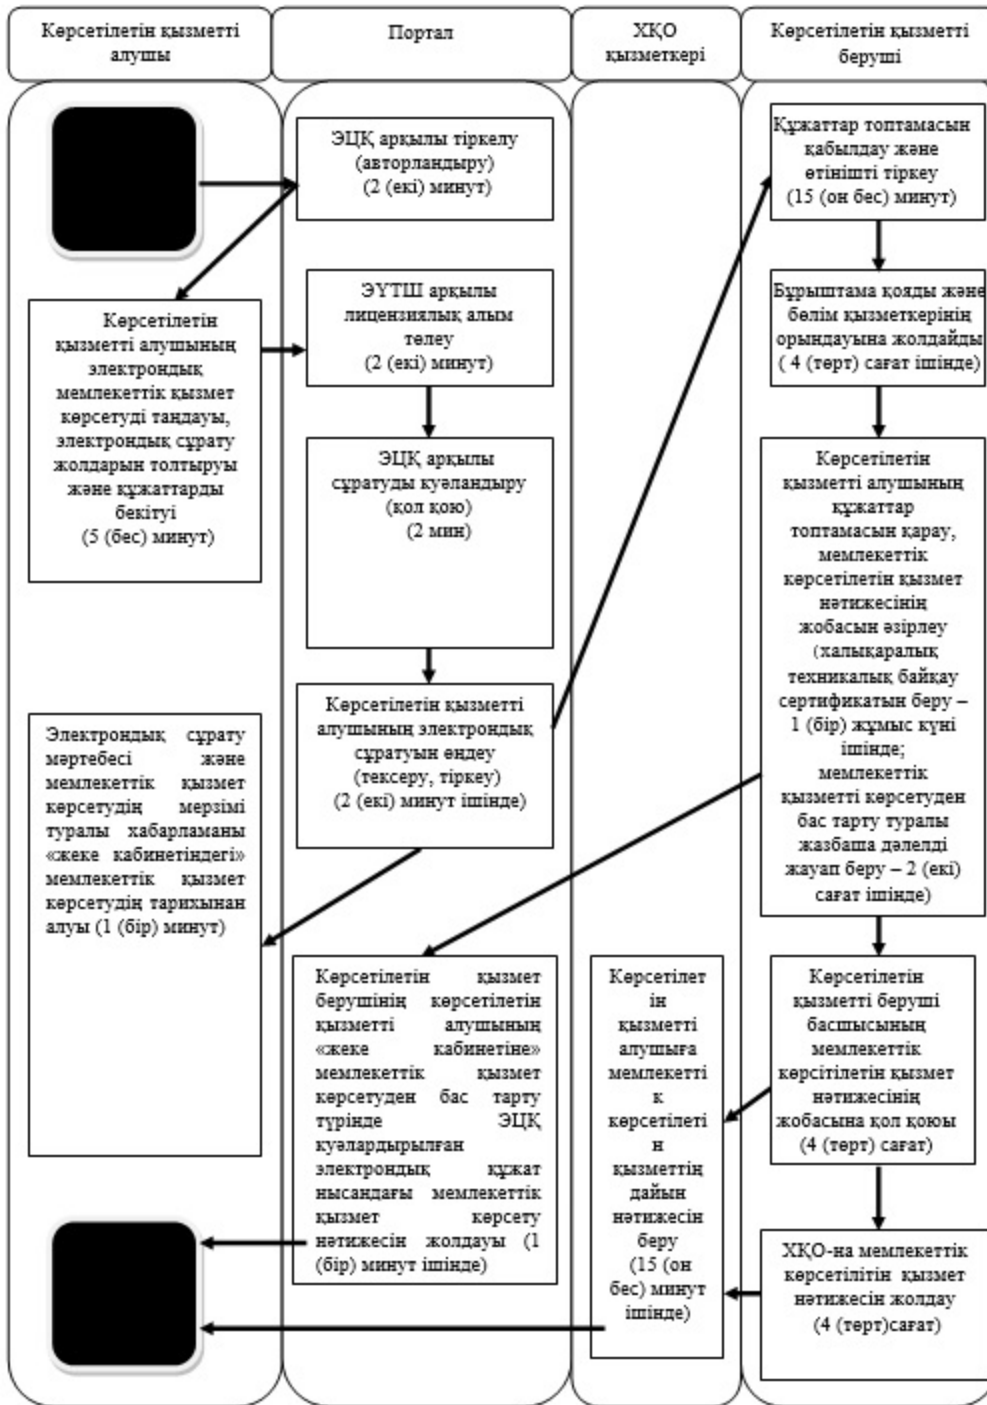 Көрсетілетін қызметті
алушы
Портал
ХҚО
қызметкері
Көрсетілетін қызметті
беруші
ЭЦҚ арқылы тіркелу
(авторландыру)
(2 (екі) минут)
Көрсетілетін
қызметті алушының
электрондық
мемлекеттік қызмет
көрсетуді таңдауы,
электрондық сұрату
жолдарын толтыруы
және құжаттарды
бекітуі
(5 (бес) минут)
ЭҮТШ арқылы
лицензиялық алым
төлеу
(2 (екі) минут)
ЭЦҚ арқылы
сұратуды куәландыру
(қол қою)
(2 мин)
Көрсетілетін қызметті
алушының электрондық
сұратуын өңдеу
(тексеру, тіркеу)
(2 (екі) минут ішінде)
Электрондық сұрату
мәртебесі және
мемлекеттік қызмет
көрсетудің мерзімі
туралы хабарламаны
«жеке кабинетіндегі»
мемлекеттік қызмет
көрсетудің тарихынан
алуы (1 (бір) минут)
Құжаттар топтамасын
қабылдау және
өтінішті тіркеу
(15 (он бес) минут)
Бұрыштама қояды және
бөлім қызметкерінің
орындауына жолдайды
( 4 (төрт) сағат ішінде)
Көрсетілетін
қызметті алушының
құжаттар
топтамасын қарау,
мемлекеттік
көрсетілетін қызмет
нәтижесінің
жобасын әзірлеу
(халықаралық
техникалық байқау
сертификатын беру –
1 (бір) жұмыс күні
ішінде;
мемлекеттік
қызметті көрсетуден
бас тарту туралы
жазбаша дәлелді
жауап беру – 2 (екі)
сағат ішінде)
Көрсетілетін қызмет
берушінің көрсетілетін
қызметті алушының
«жеке кабинетіне»
мемлекеттік қызмет
көрсетуден бас тарту
түрінде ЭЦҚ
куәлардырылған
электрондық құжат
нысандағы мемлекеттік
қызмет көрсету
нәтижесін жолдауы (1
(бір) минут ішінде)
Көрсетілет
ін
қызметті
алушыға
мемлекетті
к
көрсетілеті
н
қызметтің
дайын
нәтижесін
беру
(15 (он
бес) минут
ішінде)
Көрсетілетін
қызметті беруші
басшысының
мемлекеттік
көрсітілетін қызмет
нәтижесінің
жобасына қол қоюы
(4 (төрт) сағат)
ХҚО-на мемлекеттік
көрсетілітін қызмет
нәтижесін жолдау
(4 (төрт)сағат)